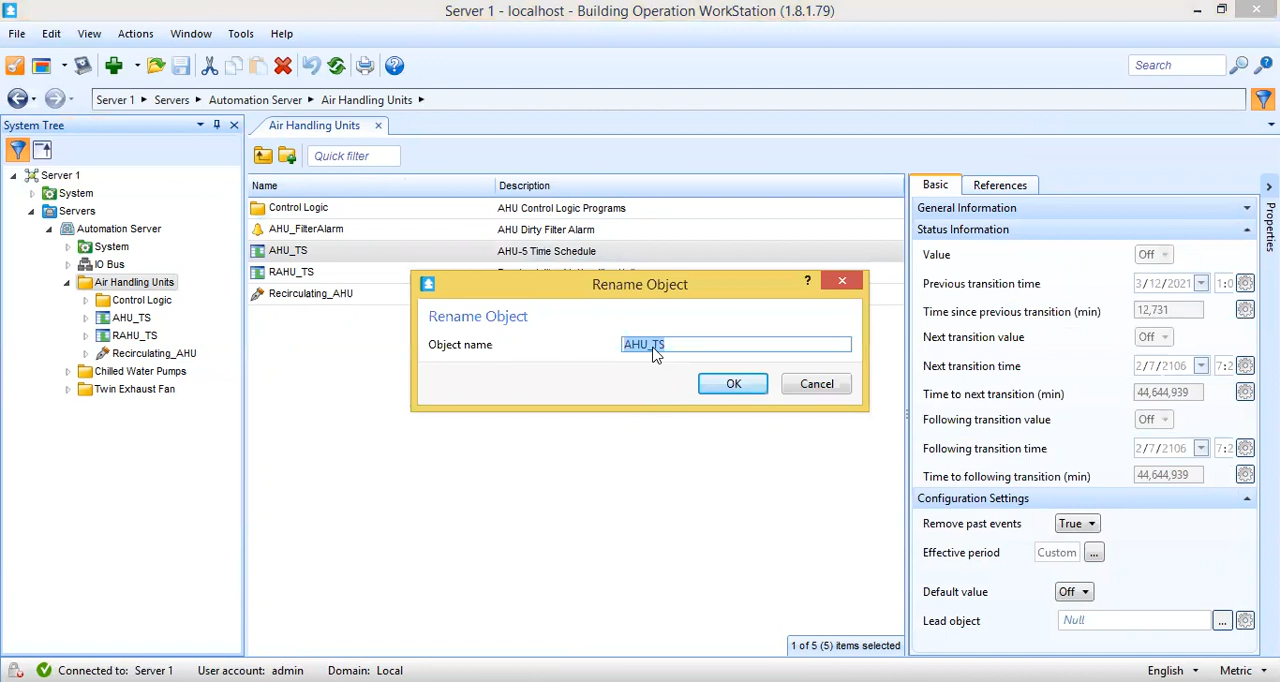 Server 1 - localhost - Building Operation WorkStation (1.8.1.79)
File Edit View Actions Window Tools Help
Search
Server 1 Servers Automation Server Air Handling Units
System Tree
Air Handling Units
Quick filter
Server 1
System
Servers
Automation Server
System
IO Bus
Air Handling Units
Control Logic
AHU_TS
RAHU_TS
Recirculating_AHU
Chilled Water Pumps
Twin Exhaust Fan
Name Description
Control Logic AHU Control Logic Programs
AHU_FilterAlarm AHU Dirty Filter Alarm
AHU_TS AHU-5 Time Schedule
RAHU_TS
Recirculating_AHU
Rename Object
?
Rename Object
Object name AHU_TS
OK Cancel
1 of 5 (5) items selected
Basic References
General Information
Status Information
Value Off
Previous transition time 3/12/2021 1:0
Time since previous transition (min) 12,731
Next transition value Off
Next transition time 2/7/2106 7:2
Time to next transition (min) 44,644,939
Following transition value Off
Following transition time 2/7/2106 7:2
Time to following transition (min) 44,644,939
Configuration Settings
Remove past events True
Effective period Custom ...
Default value Off
Lead object Null ...
Properties
Connected to: Server 1 User account: admin Domain: Local English Metric